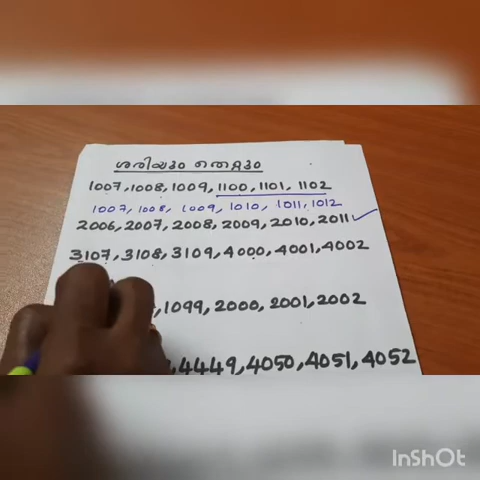 ശരിയും തെറ്റും
1007, 1008, 1009, 1100, 1101, 1102
1007, 1008, 1009, 1010, 1011, 1012
2006, 2007, 2008, 2009, 2010, 2011 ✓
3107, 3108, 3109, 4000, 4001, 4002
, 1099, 2000, 2001, 2002
, 4449, 4050, 4051, 4052
InShOt